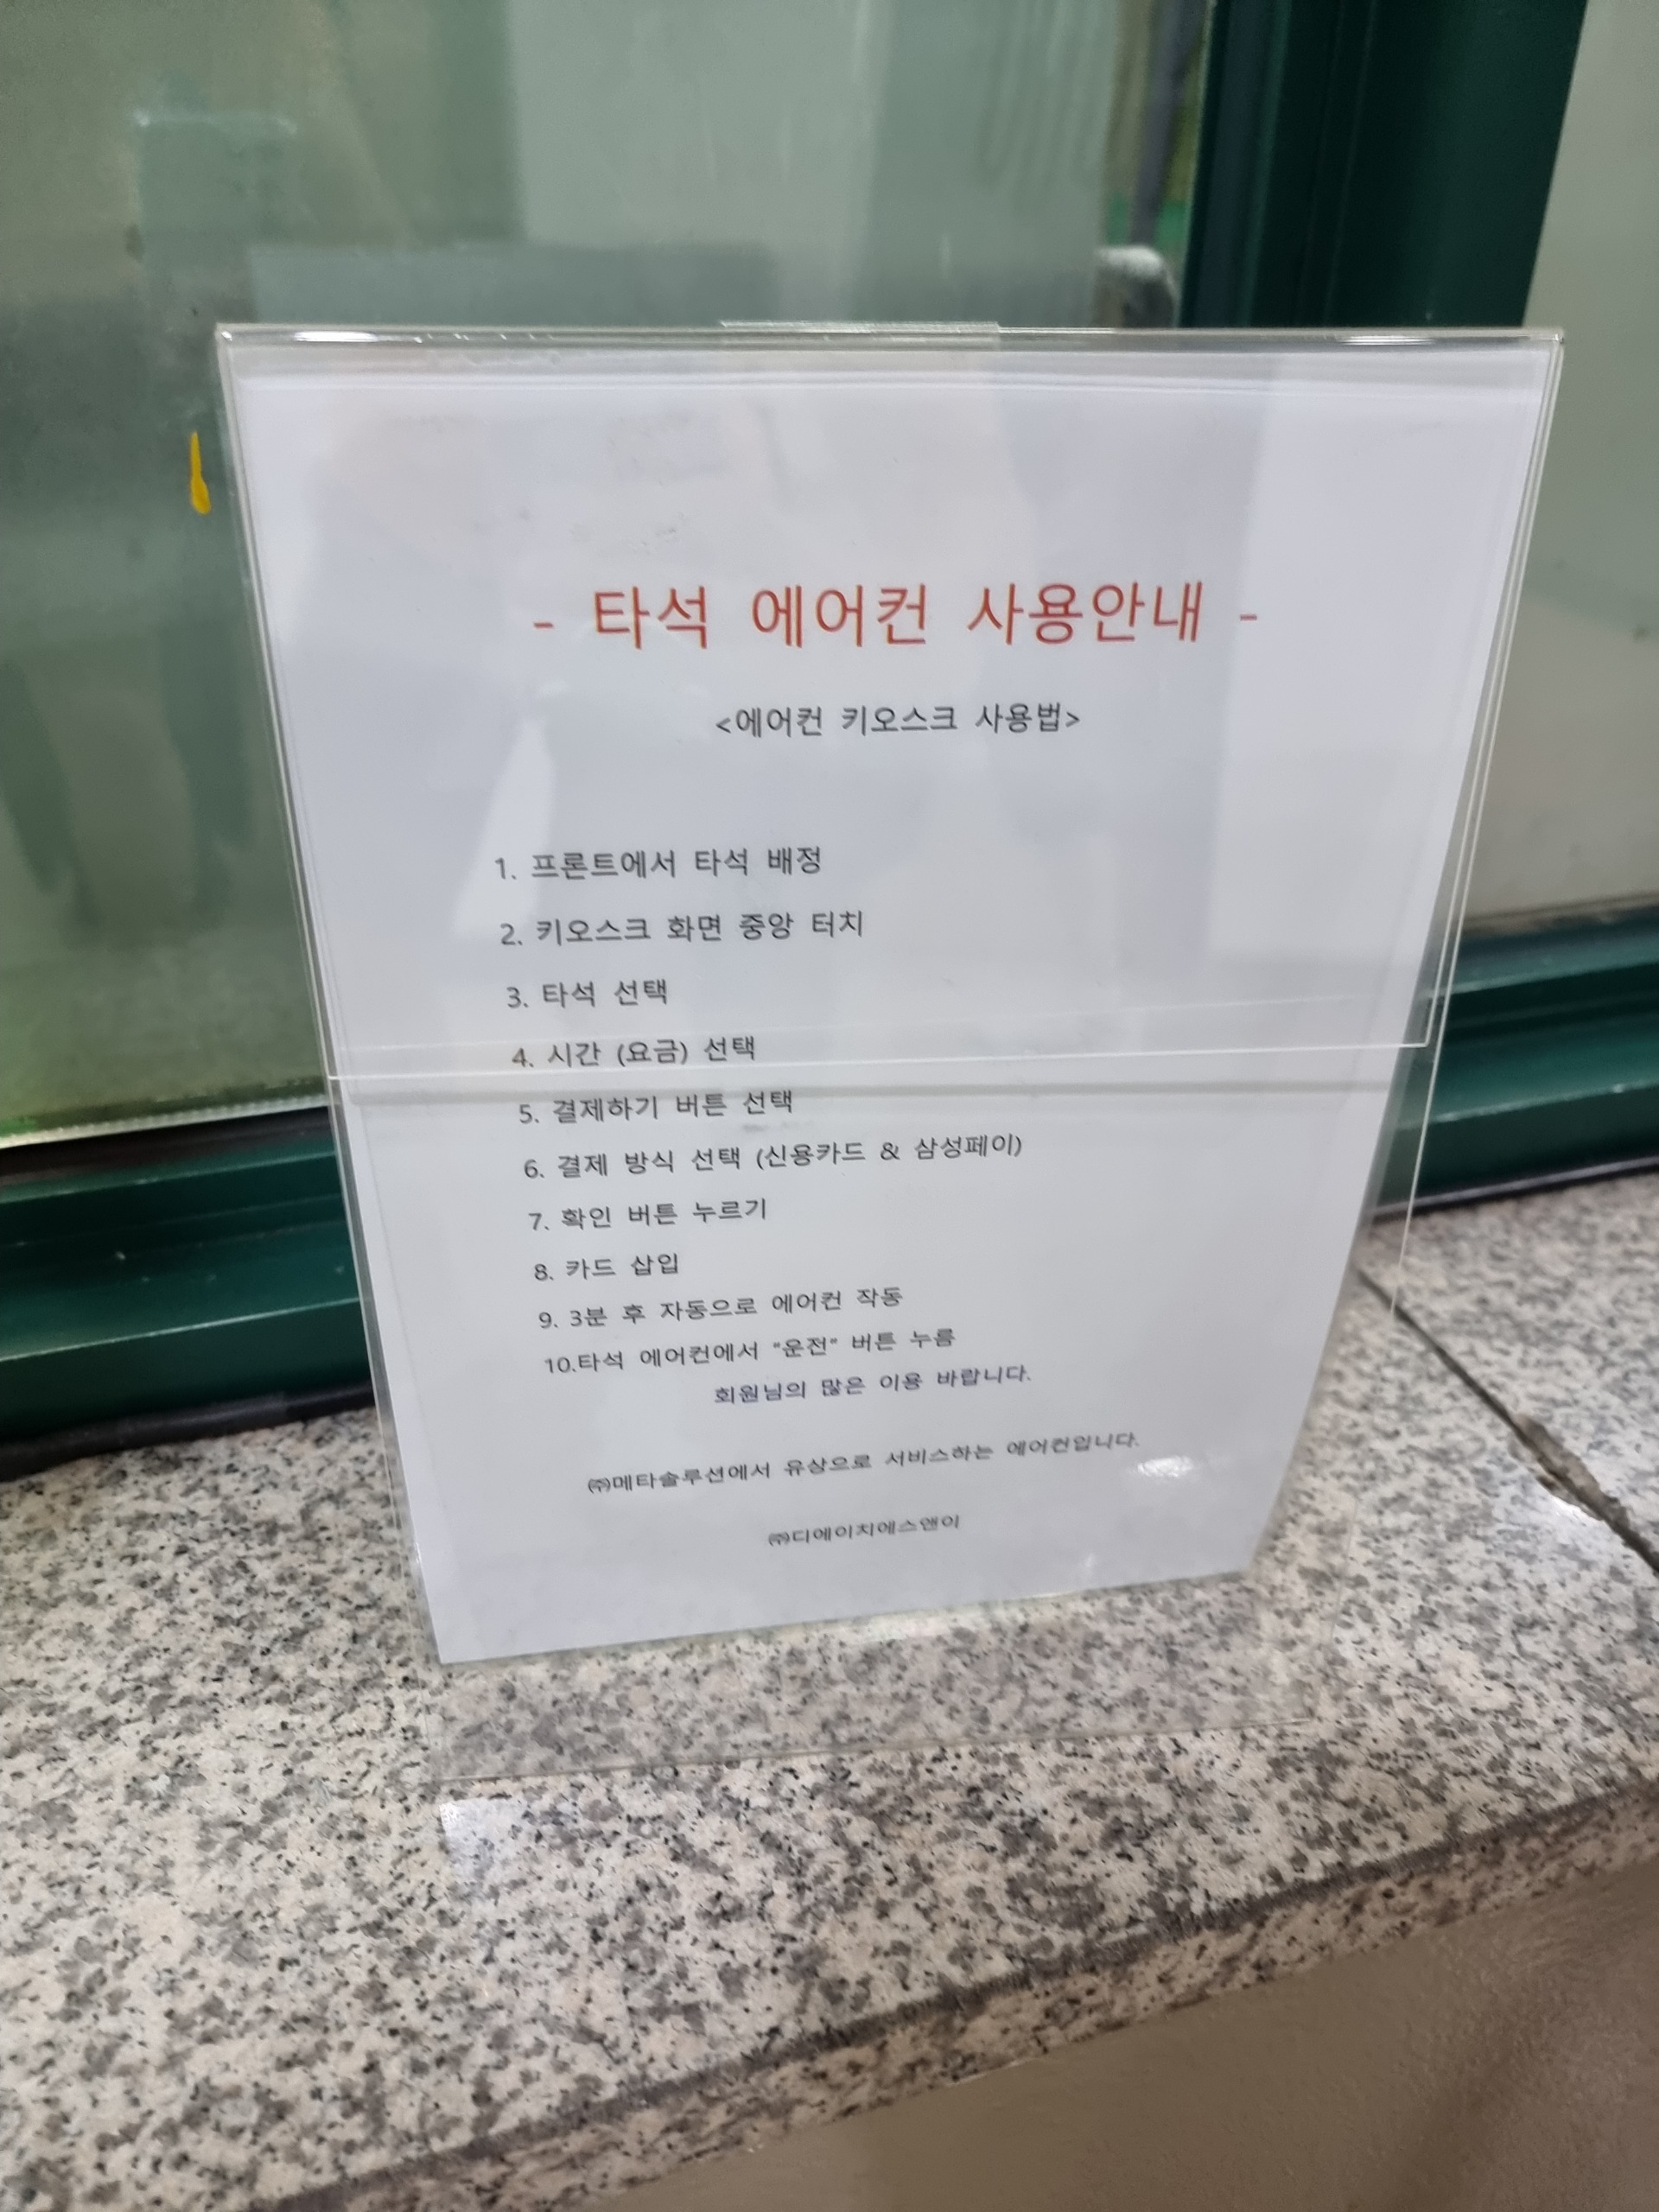 - 타석 에어컨 사용안내 -
<에어컨 키오스크 사용법>
1. 프론트에서 타석 배정
2. 키오스크 화면 중앙 터치
3. 타석 선택
4. 시간 (요금) 선택
5. 결제하기 버튼 선택
6. 결제 방식 선택 (신용카드 & 삼성페이)
7. 확인 버튼 누르기
8. 카드 삽입
9. 3분 후 자동으로 에어컨 작동
10.타석 에어컨에서 "운전" 버튼 누름
회원님의 많은 이용 바랍니다.
㈜메타솔루션에서 유상으로 서비스하는 에어컨입니다.
㈜디에이치에스앤이